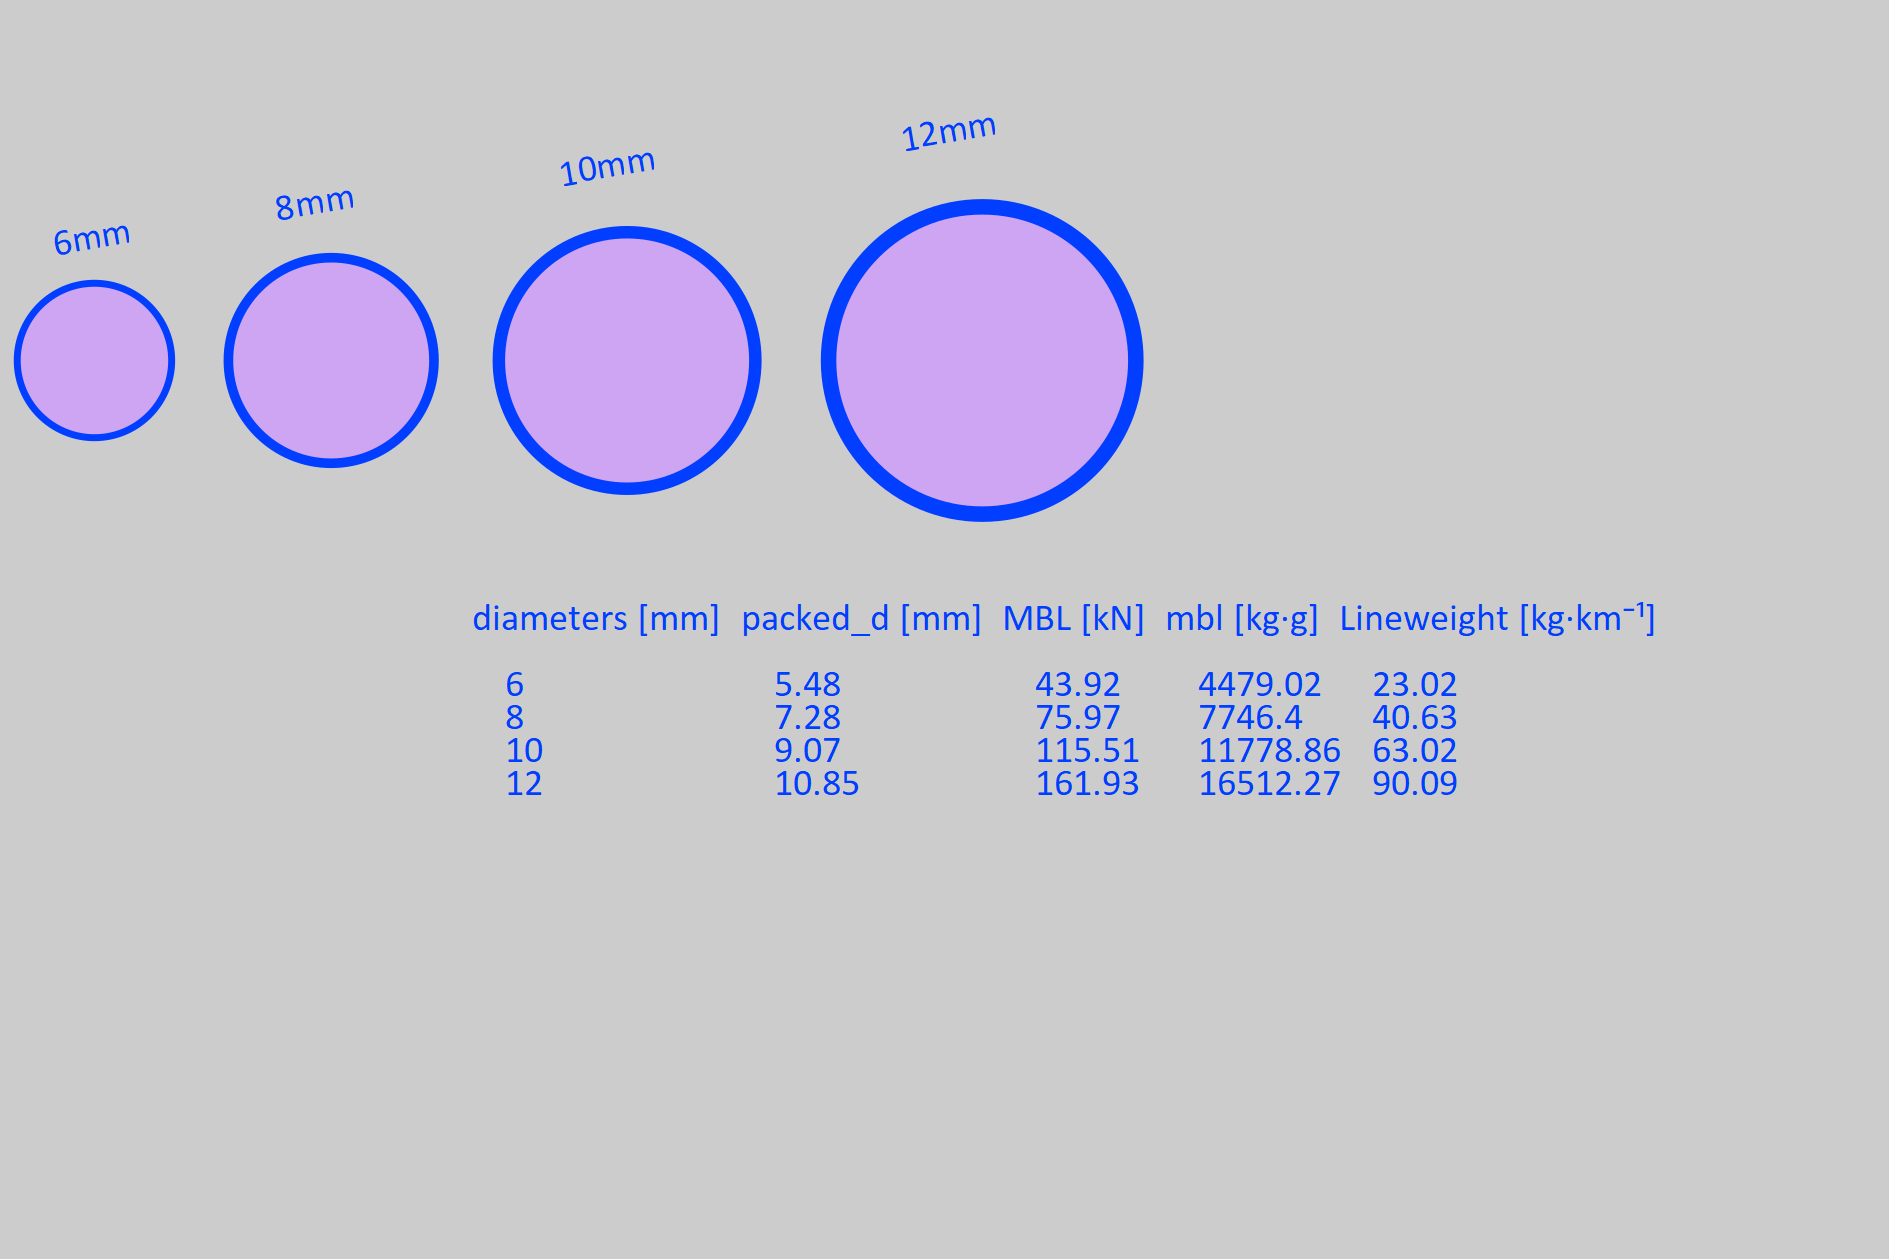 6mm
8mm
10mm
12mm
diameters [mm] packed_d [mm] MBL [kN] mbl [kg·g] Lineweight [kg·km⁻¹]
6 5.48 43.92 4479.02 23.02
8 7.28 75.97 7746.4 40.63
10 9.07 115.51 11778.86 63.02
12 10.85 161.93 16512.27 90.09